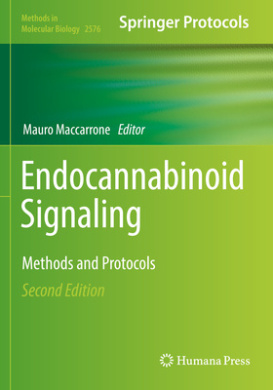 Methods in
Molecular Biology 2576
Springer Protocols
Mauro Maccarrone Editor
Endocannabinoid
Signaling
Methods and Protocols
Second Edition
Humana Press